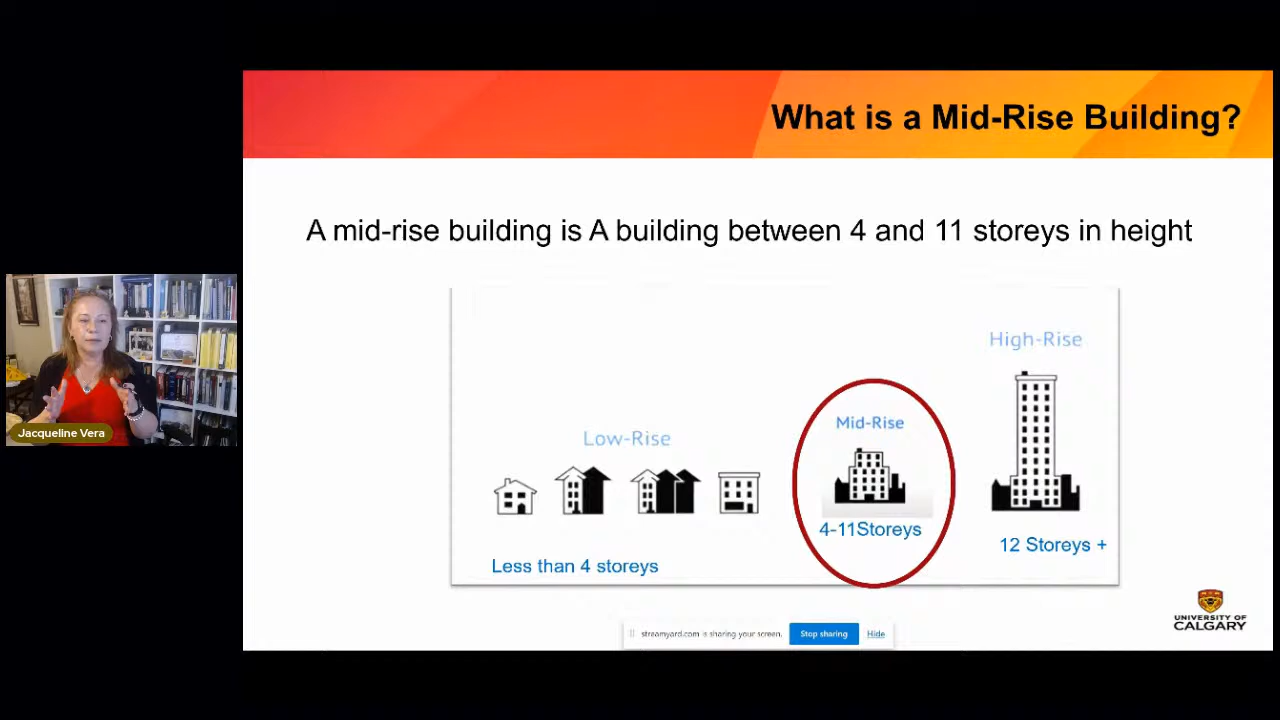 What is a Mid-Rise Building?
A mid-rise building is A building between 4 and 11 storeys in height
High-Rise
Mid-Rise
Low-Rise
4-11Storeys
12 Storeys +
Less than 4 storeys
Jacqueline Vera
UNIVERSITY OF
CALGARY
streamyard.com is sharing your screen.
Stop sharing
Hide